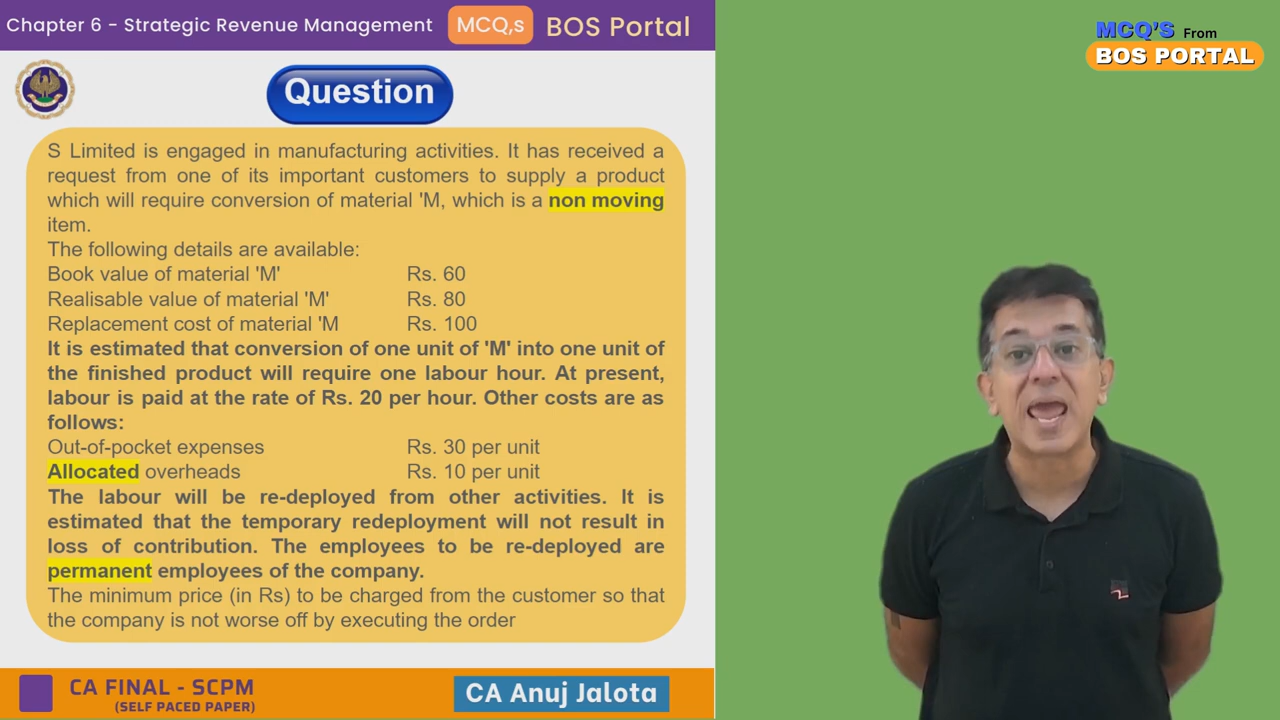 Chapter 6 - Strategic Revenue Management MCQ,s BOS Portal
MCQ'S From
BOS PORTAL
Question
S Limited is engaged in manufacturing activities. It has received a
request from one of its important customers to supply a product
which will require conversion of material 'M, which is a non moving
item.
The following details are available:
Book value of material 'M' Rs. 60
Realisable value of material 'M' Rs. 80
Replacement cost of material 'M Rs. 100
It is estimated that conversion of one unit of 'M' into one unit of
the finished product will require one labour hour. At present,
labour is paid at the rate of Rs. 20 per hour. Other costs are as
follows:
Out-of-pocket expenses Rs. 30 per unit
Allocated overheads Rs. 10 per unit
The labour will be re-deployed from other activities. It is
estimated that the temporary redeployment will not result in
loss of contribution. The employees to be re-deployed are
permanent employees of the company.
The minimum price (in Rs) to be charged from the customer so that
the company is not worse off by executing the order
CA FINAL - SCPM
(SELF PACED PAPER)
CA Anuj Jalota